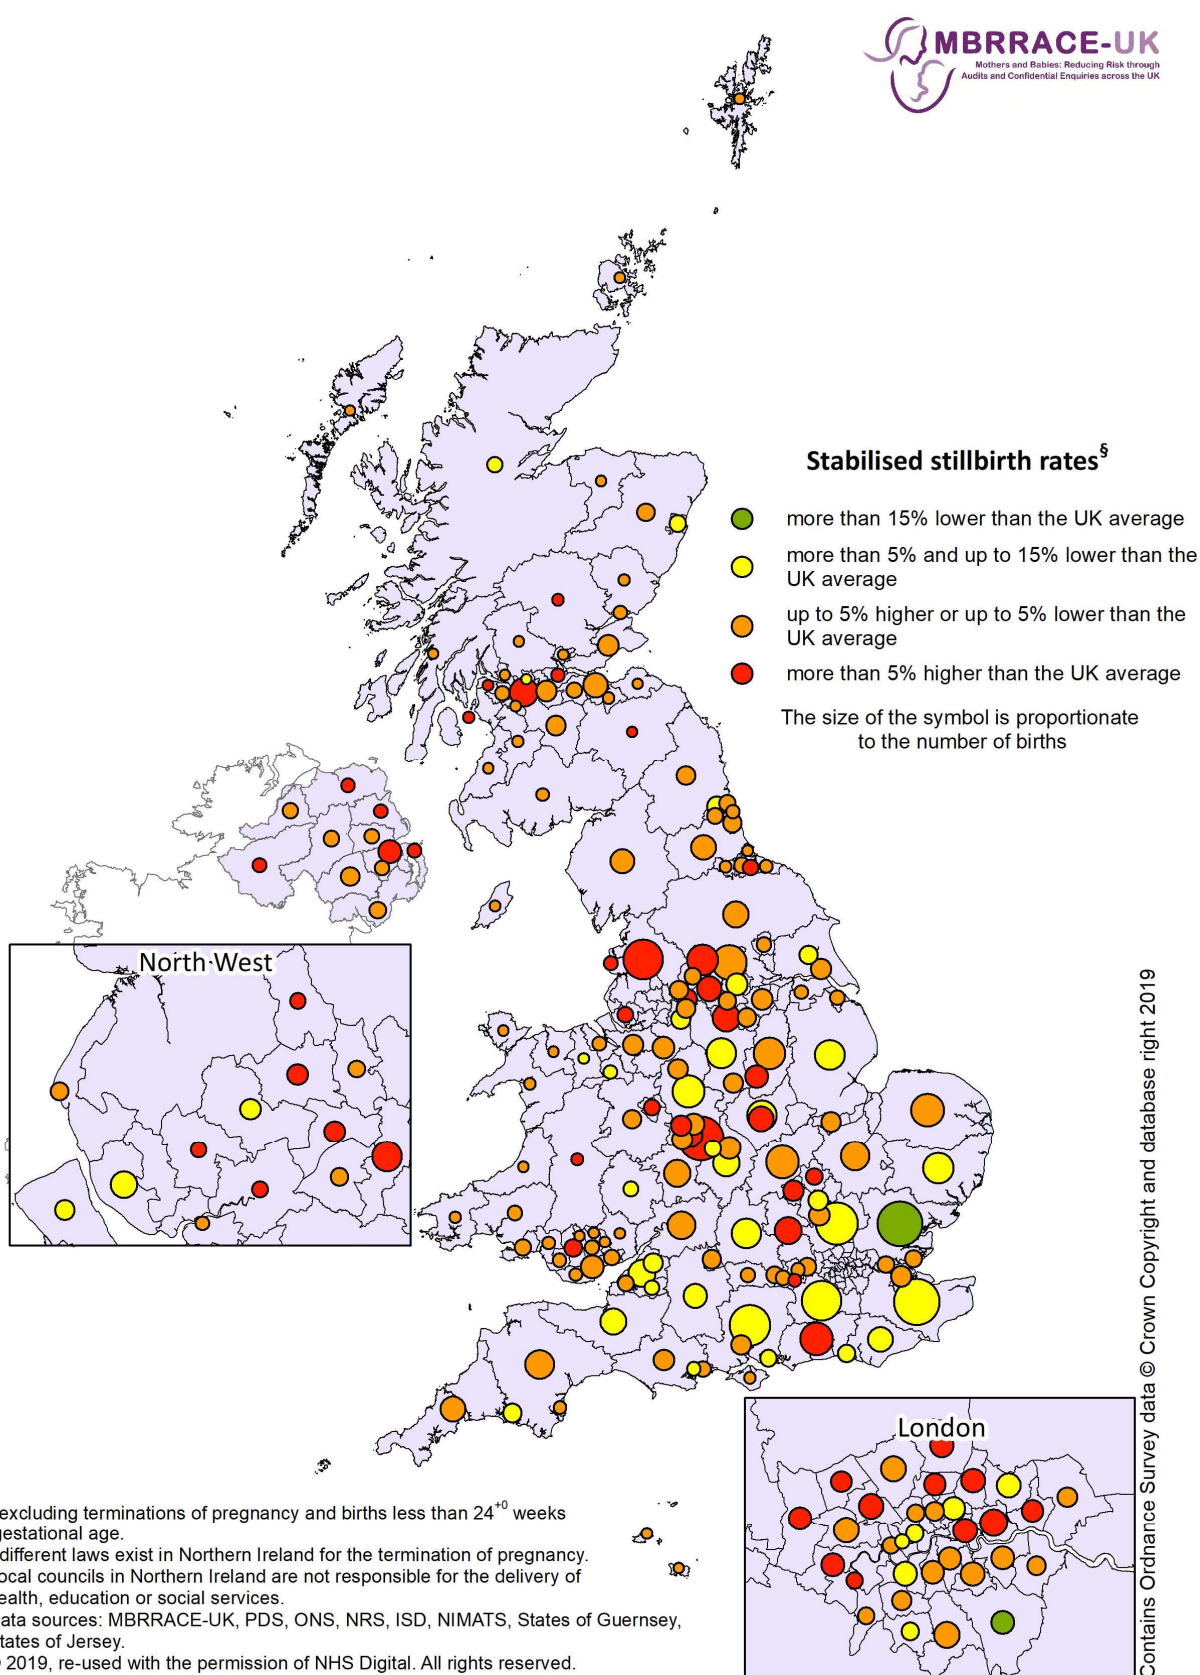 MBRRACE-UK
Mothers and Babies: Reducing Risk through
Audits and Confidential Enquiries across the UK
Stabilised stillbirth rates§
more than 15% lower than the UK average
more than 5% and up to 15% lower than the
UK average
up to 5% higher or up to 5% lower than the
UK average
more than 5% higher than the UK average
The size of the symbol is proportionate
to the number of births
North West
London
excluding terminations of pregnancy and births less than 24+0 weeks
gestational age.
different laws exist in Northern Ireland for the termination of pregnancy.
ocal councils in Northern Ireland are not responsible for the delivery of
ealth, education or social services.
ata sources: MBRRACE-UK, PDS, ONS, NRS, ISD, NIMATS, States of Guernsey,
tates of Jersey.
2019, re-used with the permission of NHS Digital. All rights reserved.
Contains Ordnance Survey data © Crown Copyright and database right 2019